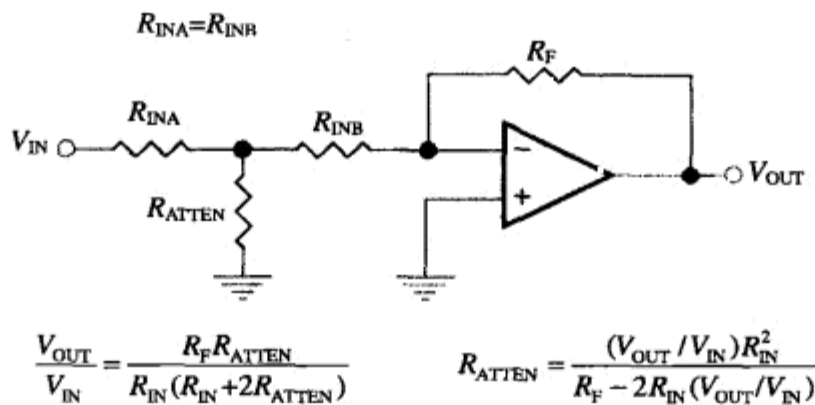 R_INA=R_INB
R_F
V_IN
R_INA
R_INB
R_ATTEN
−
+
V_OUT
V_OUT/V_IN = R_F R_ATTEN / R_IN(R_IN+2R_ATTEN)
R_ATTEN = (V_OUT/V_IN)R_IN^2 / R_F−2R_IN(V_OUT/V_IN)